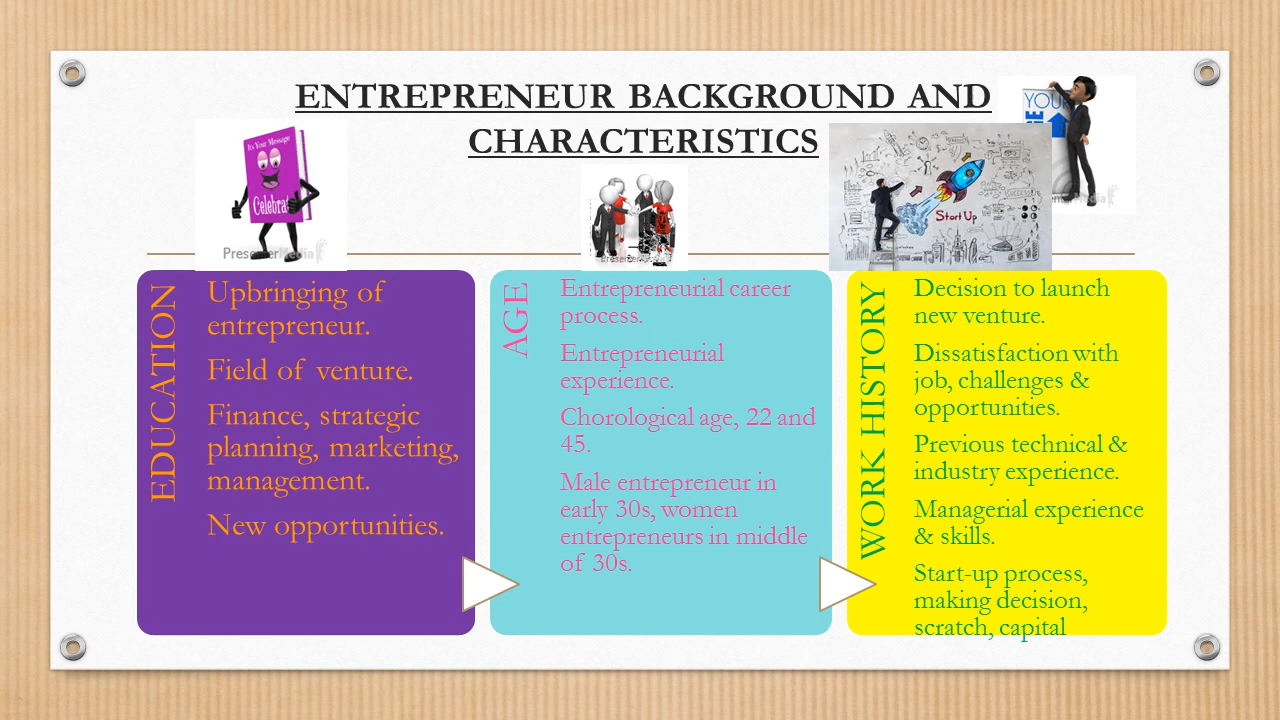 ENTREPRENEUR BACKGROUND AND
CHARACTERISTICS
It's Your Message
Celebrat
PresenterMedia
YOUR
Start Up
SUCCESS
EDUCATION
Upbringing of
entrepreneur.
Field of venture.
Finance, strategic
planning, marketing,
management.
New opportunities.
AGE
Entrepreneurial career
process.
Entrepreneurial
experience.
Chorological age, 22 and
45.
Male entrepreneur in
early 30s, women
entrepreneurs in middle
of 30s.
WORK HISTORY
Decision to launch
new venture.
Dissatisfaction with
job, challenges &
opportunities.
Previous technical &
industry experience.
Managerial experience
& skills.
Start-up process,
making decision,
scratch, capital